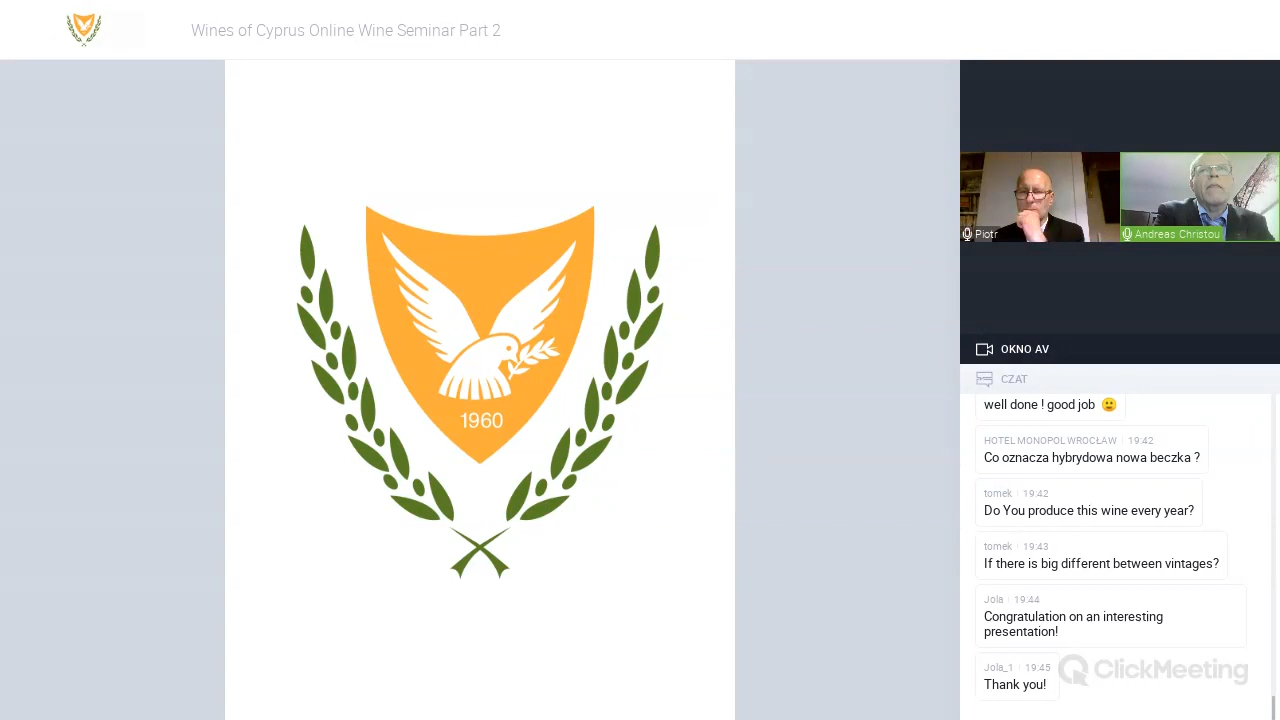 Wines of Cyprus Online Wine Seminar Part 2
1960
Piotr
Andreas Christou
OKNO AV
CZAT
well done ! good job 🙂
HOTEL MONOPOL WROCŁAW 19:42
Co oznacza hybrydowa nowa beczka ?
tomek 19:42
Do You produce this wine every year?
tomek 19:43
If there is big different between vintages?
Jola 19:44
Congratulation on an interesting
presentation!
Jola_1 19:45
Thank you!
ClickMeeting